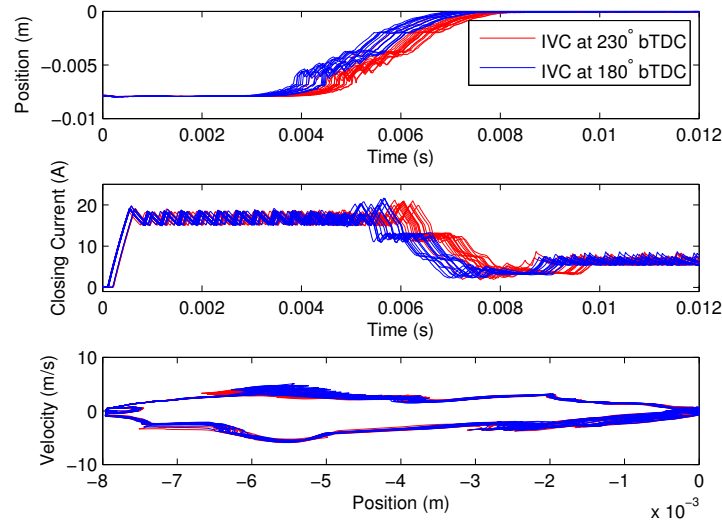 0
−0.005
−0.01
Position (m)
IVC at 230° bTDC
IVC at 180° bTDC
0 0.002 0.004 0.006 0.008 0.01 0.012
Time (s)
20
10
0
Closing Current (A)
0 0.002 0.004 0.006 0.008 0.01 0.012
Time (s)
10
0
−10
Velocity (m/s)
−8 −7 −6 −5 −4 −3 −2 −1 0
Position (m)
x 10⁻³